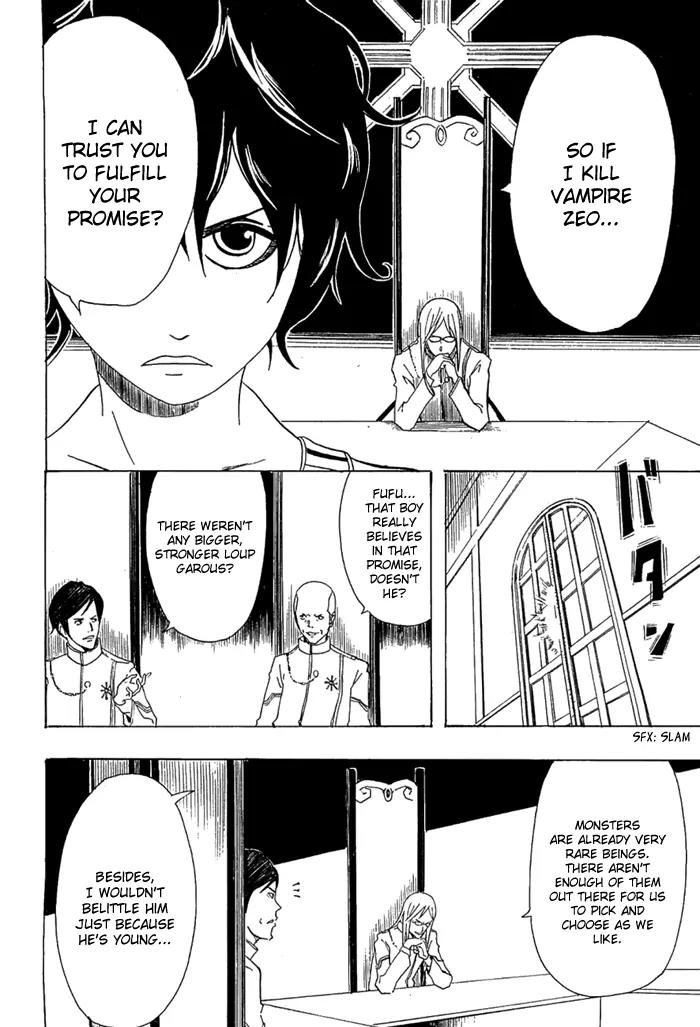 SO IF
I KILL
VAMPIRE
ZEO...
I CAN
TRUST YOU
TO FULFILL
YOUR
PROMISE?
バタン
SFX: SLAM
FUFU...
THAT BOY
REALLY
BELIEVES
IN THAT
PROMISE,
DOESN'T
HE?
THERE WEREN'T
ANY BIGGER,
STRONGER LOUP
GAROUS?
MONSTERS
ARE ALREADY VERY
RARE BEINGS.
THERE AREN'T
ENOUGH OF THEM
OUT THERE FOR US
TO PICK AND
CHOOSE AS WE
LIKE.
BESIDES,
I WOULDN'T
BELITTLE HIM
JUST BECAUSE
HE'S YOUNG...